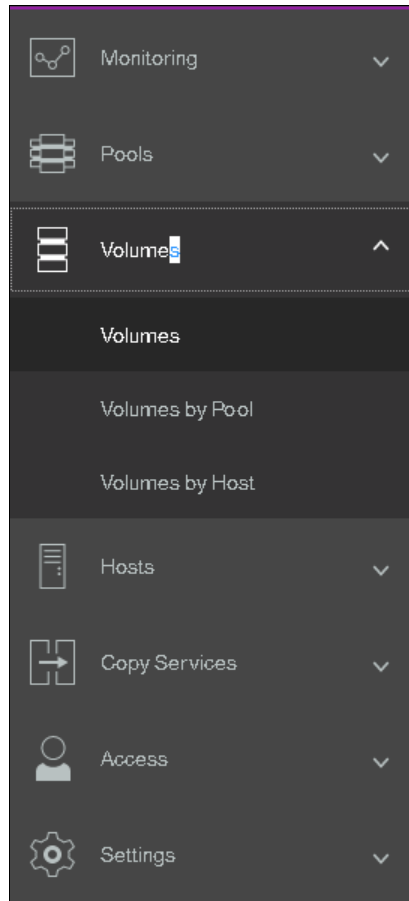 Monitoring
Pools
Volumes
Volumes
Volumes by Pool
Volumes by Host
Hosts
Copy Services
Access
Settings